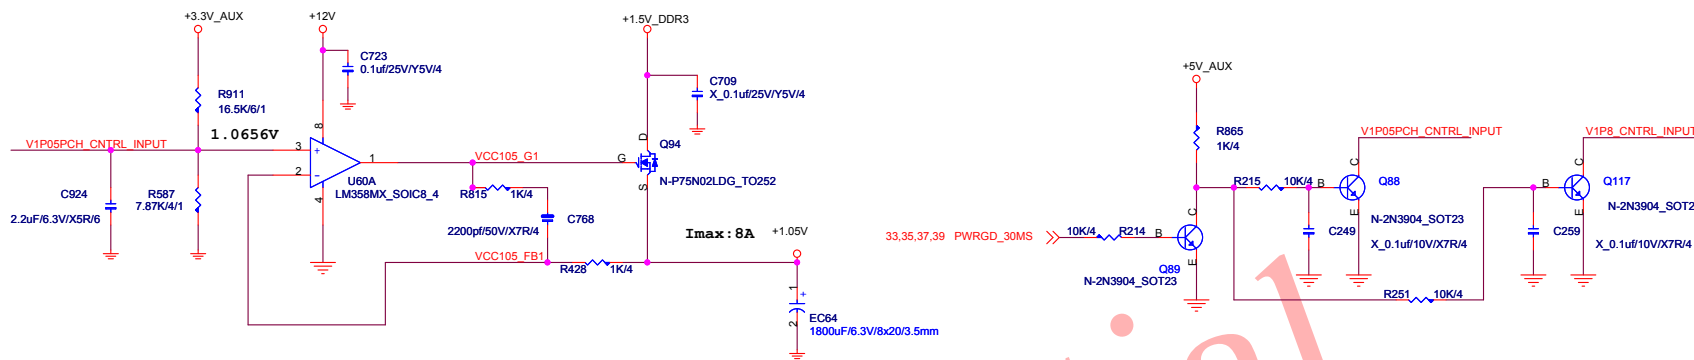 +3.3V_AUX
+12V
+1.5V_DDR3
C723
0.1uf/25V/Y5V/4
R911
16.5K/6/1
C709
X_0.1uf/25V/Y5V/4
1.0656V
V1P05PCH_CNTRL_INPUT
8
3
+
1
2
-
4
U60A
LM358MX_SOIC8_4
VCC105_G1
D
G
S
Q94
N-P75N02LDG_TO252
C924
2.2uF/6.3V/X5R/6
R587
7.87K/4/1
R815
1K/4
C768
2200pf/50V/X7R/4
Imax:8A
+1.05V
VCC105_FB1
R428
1K/4
1
+
2
EC64
1800uF/6.3V/8x20/3.5mm
+5V_AUX
R865
1K/4
V1P05PCH_CNTRL_INPUT
V1P8_CNTRL_INPUT
R215
10K/4
B
C
E
Q88
N-2N3904_SOT23
B
C
E
Q117
N-2N3904_SOT2
33,35,37,39 PWRGD_30MS
10K/4
R214
B
C
E
Q89
N-2N3904_SOT23
C249
X_0.1uf/10V/X7R/4
C259
X_0.1uf/10V/X7R/4
R251
10K/4
ial